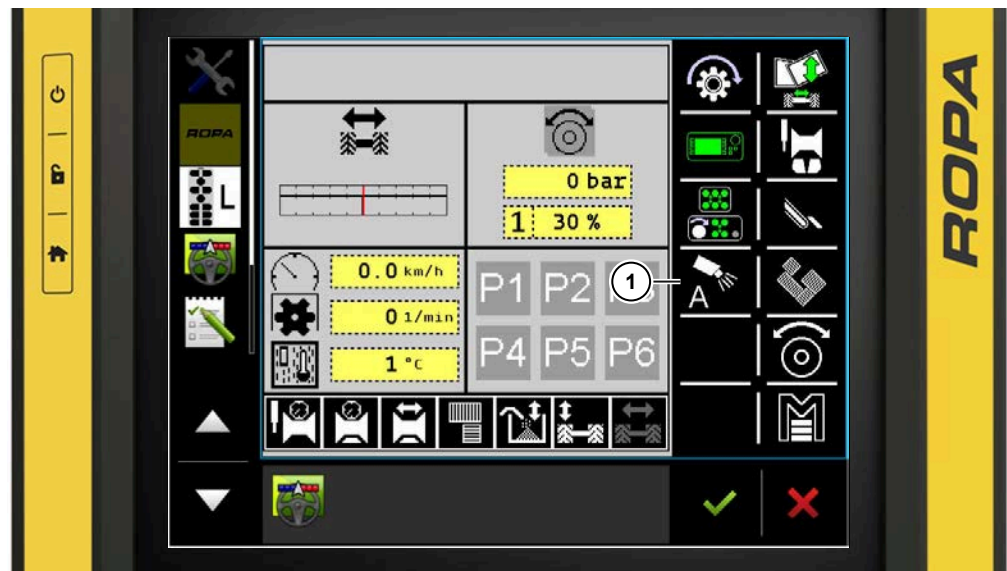 ROPA
L
0 bar
1 30 %
0.0 km/h
0 1/min
1 °C
P1 P2
P4 P5 P6
1
A
M
ROPA